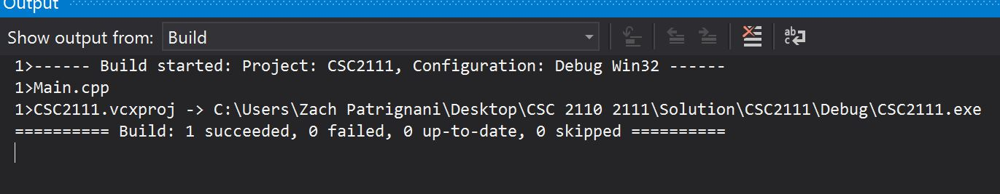 Output
Show output from: Build
1>------ Build started: Project: CSC2111, Configuration: Debug Win32 ------
1>Main.cpp
1>CSC2111.vcxproj -> C:\Users\Zach Patrignani\Desktop\CSC 2110 2111\Solution\CSC2111\Debug\CSC2111.exe
========== Build: 1 succeeded, 0 failed, 0 up-to-date, 0 skipped ==========